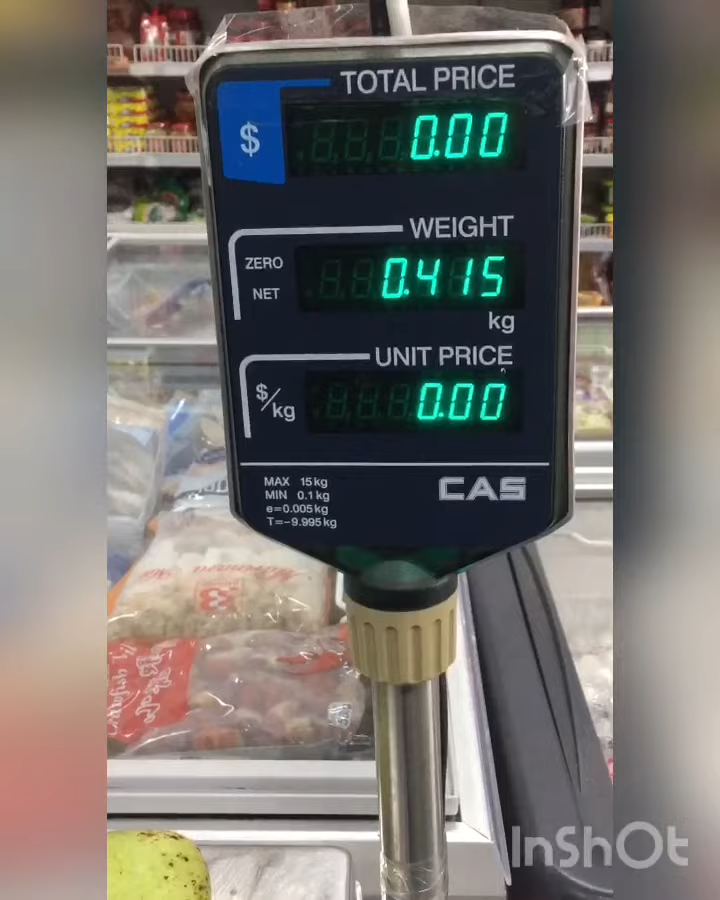 TOTAL PRICE
$
0.00
WEIGHT
ZERO
NET
0.415
kg
UNIT PRICE
$/kg
0.00
MAX 15kg
MIN 0.1kg
e=0.005kg
T=-9.995kg
CAS
InShOt